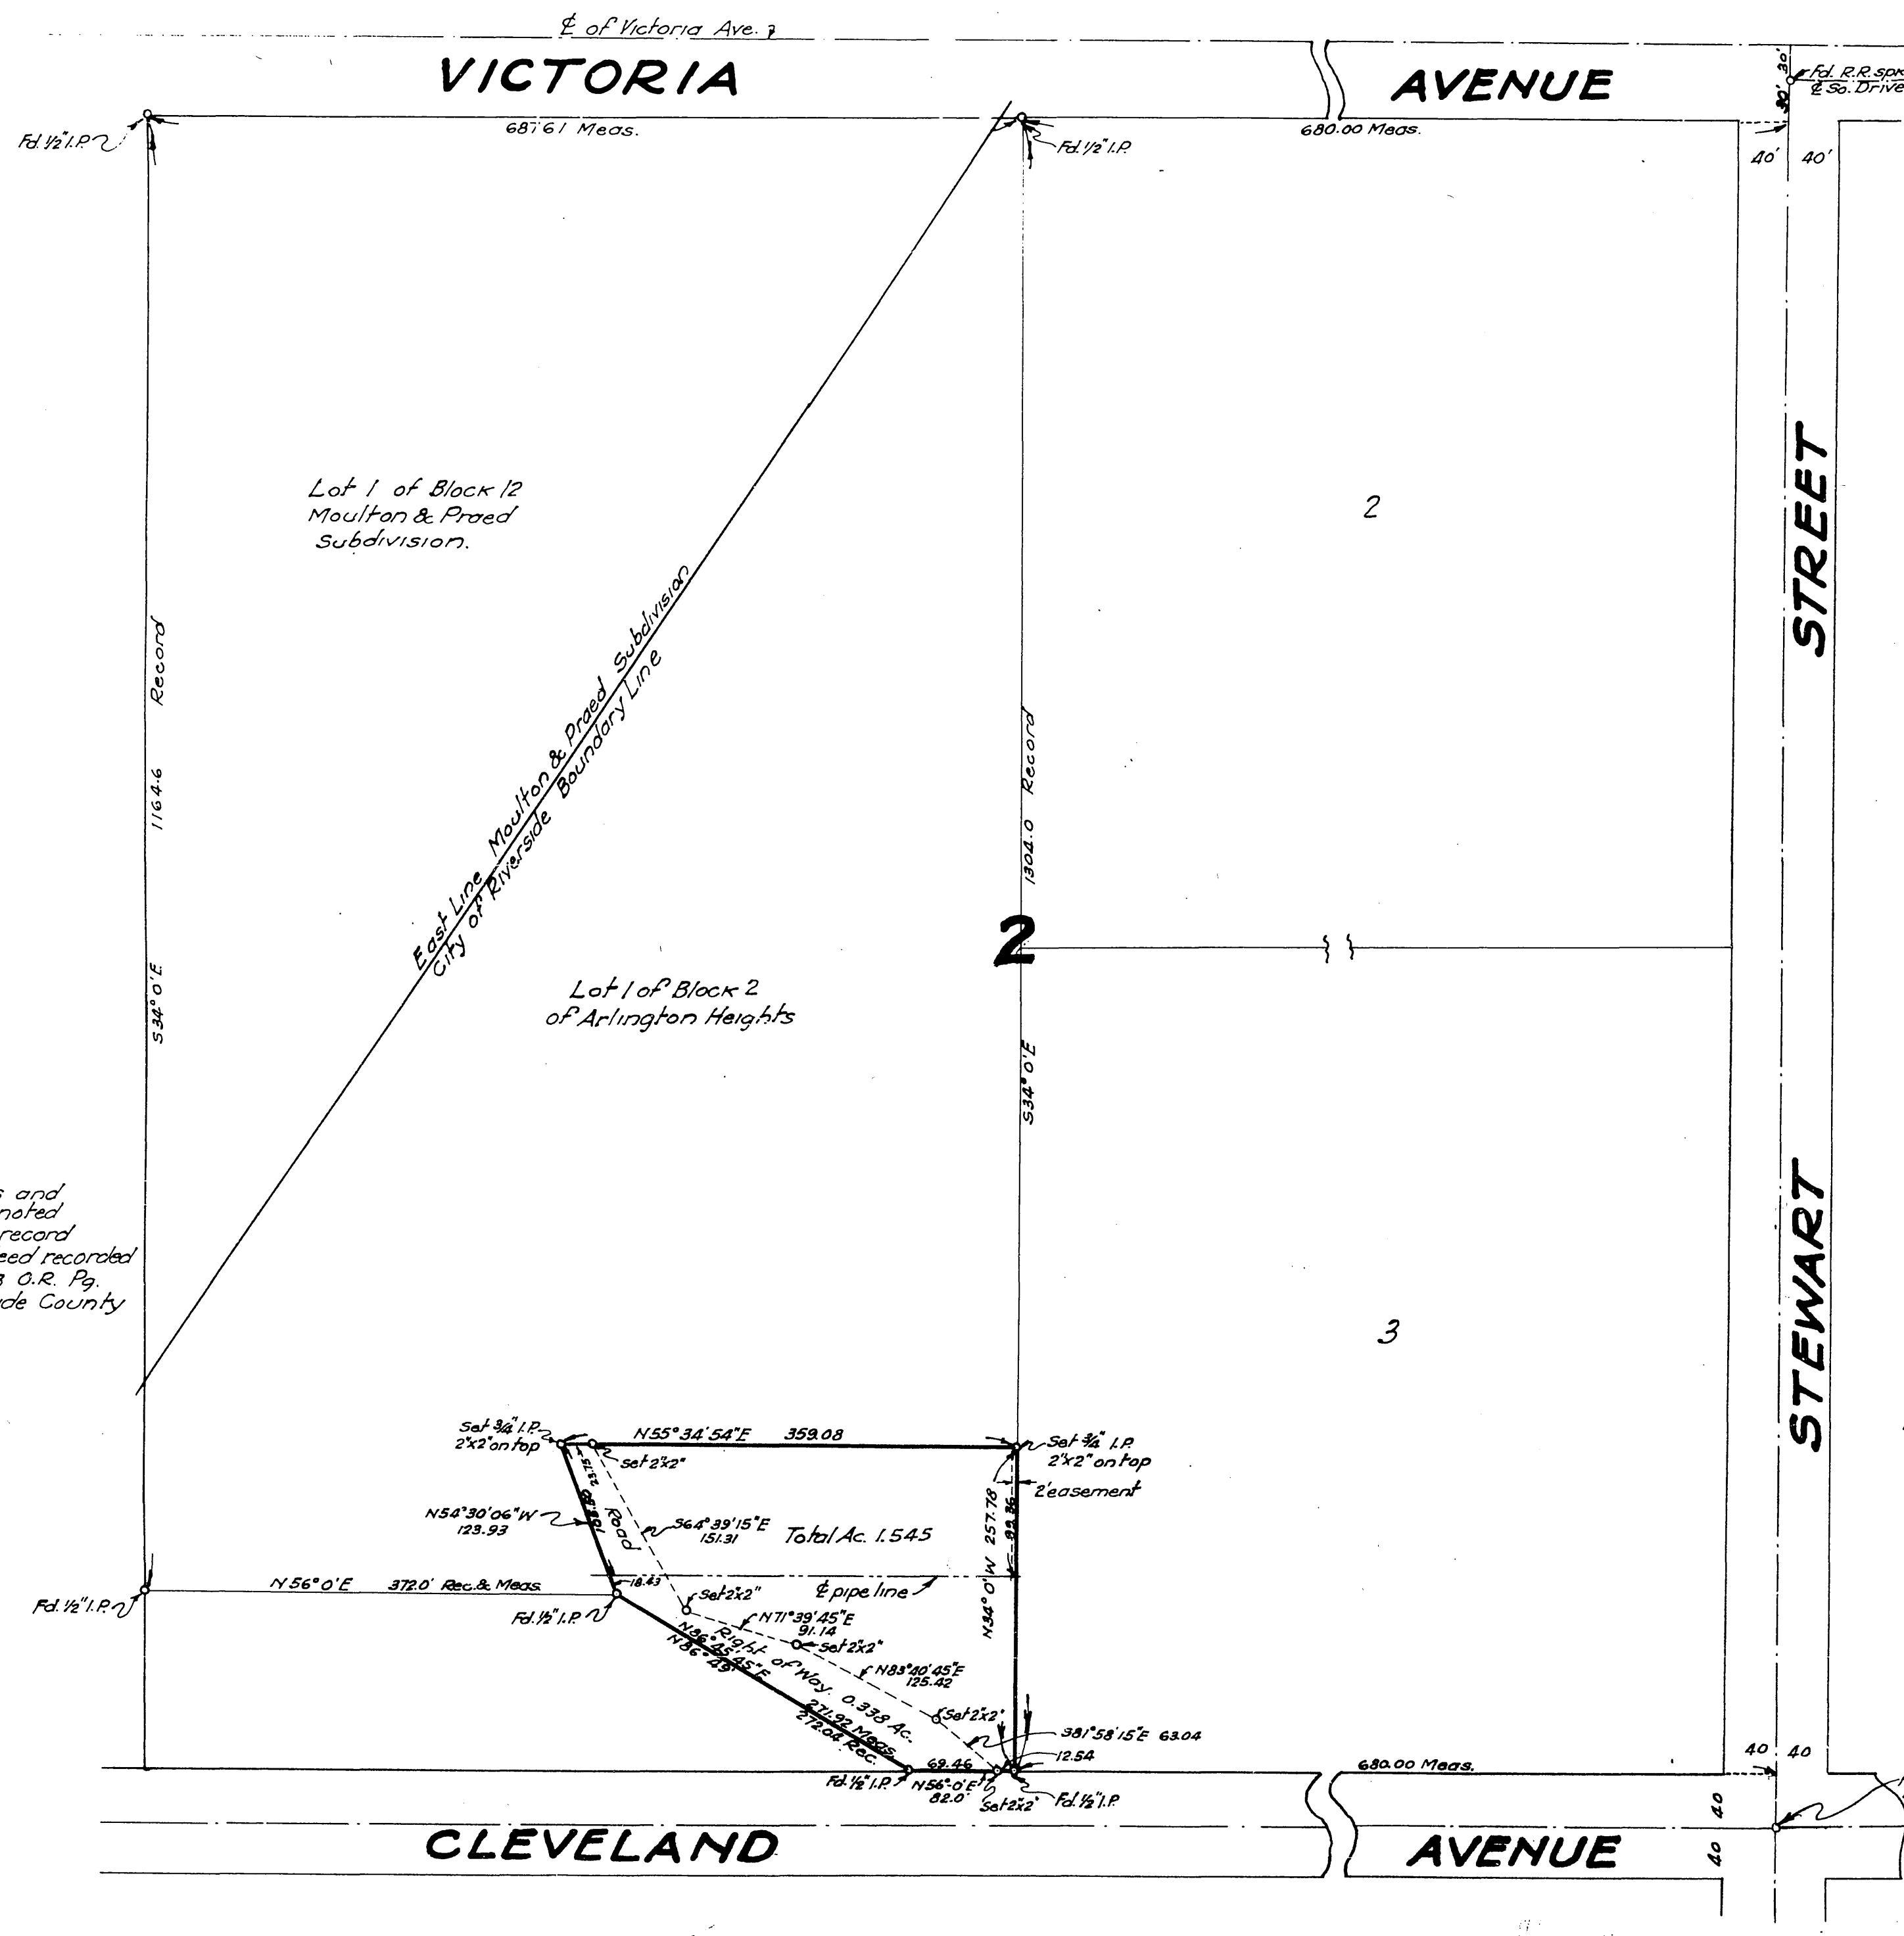 ₵ of Victoria Ave.
VICTORIA AVENUE
30' 30'
Fd. R.R. spk
₵ So. Drive
Fd. 1/2" I.P.
687.61 Meas.
Fd. 1/2" I.P.
680.00 Meas.
40' 40'
Lot 1 of Block 12
Moulton & Praed
Subdivision.
2
STREET
East Line Moulton & Praed Subdivision
City of Riverside Boundary Line
S34°0'E 1164.6 Record
S34°0'E 1304.0 Record
2
Lot 1 of Block 2
of Arlington Heights
s and
noted
record
eed recorded
3 O.R. Pg.
de County
3
STEWART
Set 3/4" I.P.
2"x2" on top
N55°34'54"E 359.08
Set 2"x2"
Set 3/4" I.P.
2"x2" on top
2' easement
23.75
N54°30'06"W
123.93
Road
S64°39'15"E
151.31
Total Ac. 1.545
N34°0'W 257.78
N56°0'E 372.0' Rec. & Meas.
18.43
₵ pipe line
Fd. 1/2" I.P.
Fd. 1/2" I.P.
Set 2"x2"
N71°39'45"E
91.14
Set 2"x2"
Right of Way. 0.338 Ac.
N86°45'45"E 271.92 Meas.
N86°49' 272.04 Rec.
N83°40'45"E
125.42
Set 2"x2"
S81°58'15"E 63.04
12.54
69.46
Fd. 1/2" I.P.
N56°0'E
82.0'
Set 2"x2"
Fd. 1/2" I.P.
680.00 Meas.
40 40
40 40
CLEVELAND AVENUE